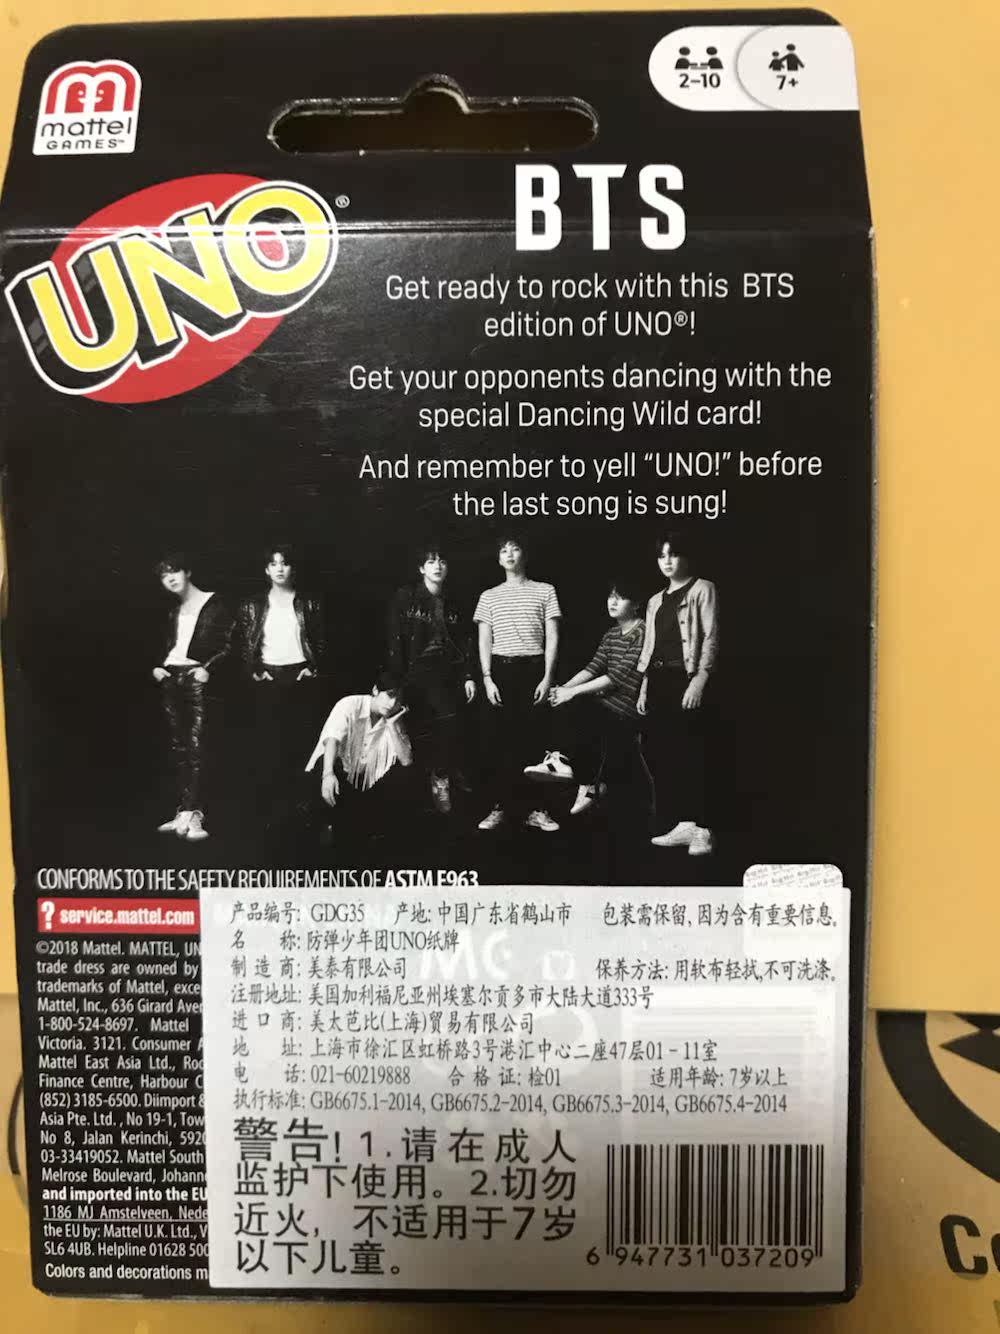 mattel
GAMES™
2-10
7+
UNO®
BTS
Get ready to rock with this BTS
edition of UNO®!
Get your opponents dancing with the
special Dancing Wild card!
And remember to yell “UNO!” before
the last song is sung!
CONFORMS TO THE SAFETY REQUIREMENTS OF ASTM F963
? service.mattel.com
©2018 Mattel. MATTEL, UN
trade dress are owned by
trademarks of Mattel, exce
Mattel, Inc., 636 Girard Aven
1-800-524-8697. Mattel
Victoria. 3121. Consumer A
Mattel East Asia Ltd., Roo
Finance Centre, Harbour C
(852) 3185-6500. Diimport &
Asia Pte. Ltd., No 19-1, Tow
No 8, Jalan Kerinchi, 592
03-33419052. Mattel South
Melrose Boulevard, Johann
and imported into the EU
1186 MJ Amstelveen, Nede
the EU by: Mattel U.K. Ltd., V
SL6 4UB. Helpline 01628 500
Colors and decorations m
产品编号: GDG35 产地: 中国广东省鹤山市 包装需保留, 因为含有重要信息。
名 称: 防弹少年团UNO纸牌
制 造 商: 美泰有限公司 保养方法: 用软布轻拭,不可洗涤。
注册地址: 美国加利福尼亚州埃塞尔贡多市大陆大道333号
进 口 商: 美太芭比(上海)贸易有限公司
地 址: 上海市徐汇区虹桥路3号港汇中心二座47层01-11室
电 话: 021-60219888 合 格 证: 检01 适用年龄: 7岁以上
执行标准: GB6675.1-2014, GB6675.2-2014, GB6675.3-2014, GB6675.4-2014
警告! 1.请在成人
监护下使用。2.切勿
近火, 不适用于7岁
以下儿童。
6 947731 037209
Co